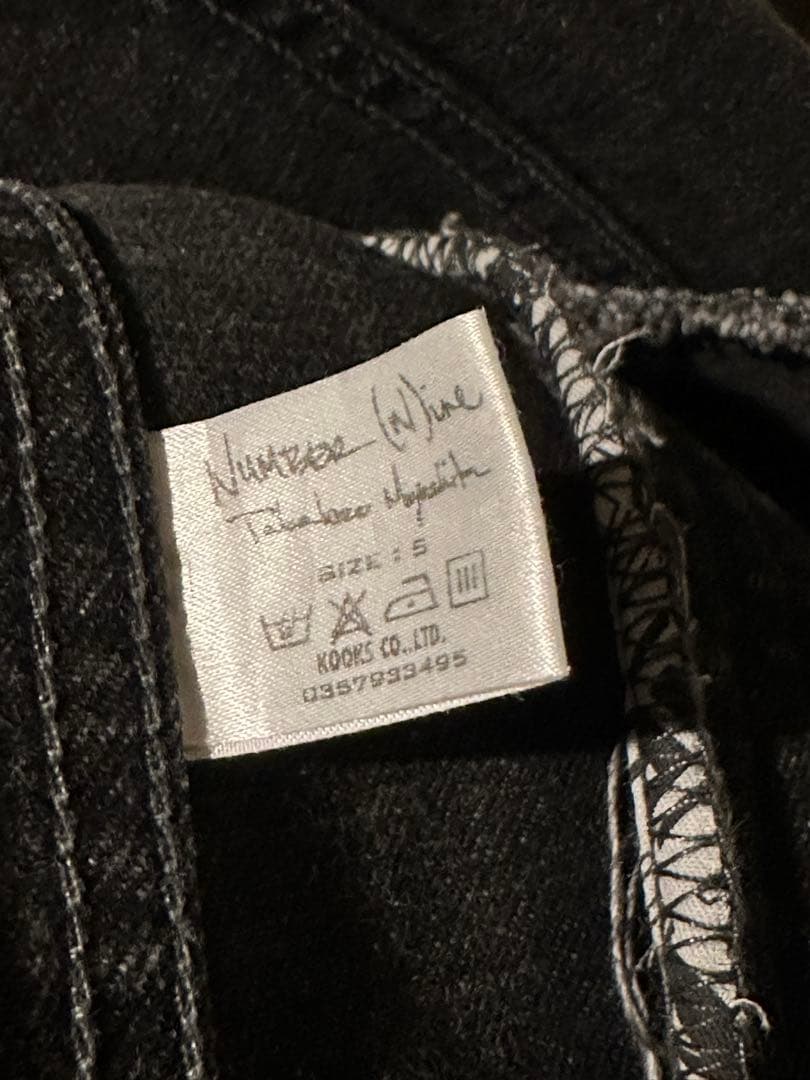 NUMBER (N)ine
Takahiro Miyashita
SIZE : 5
KOOKS CO.,LTD.
0357933495